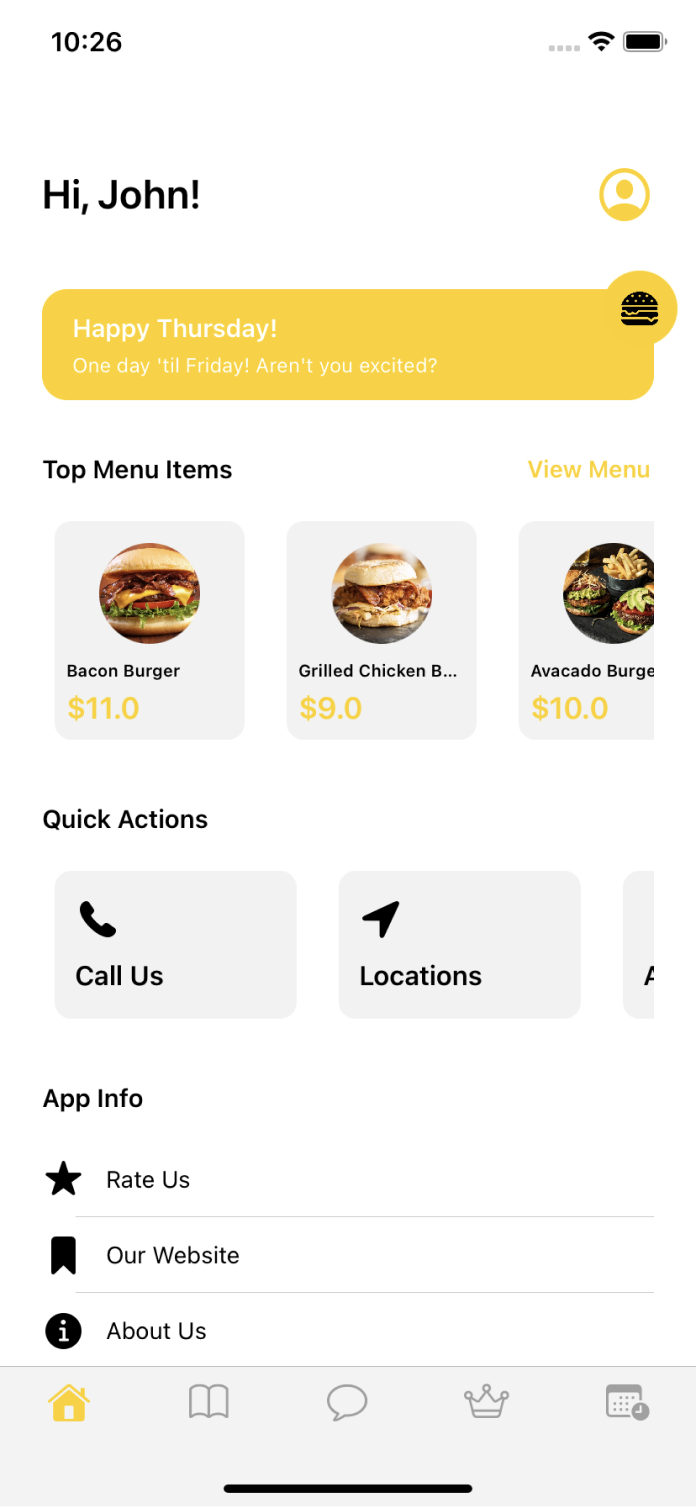 10:26
Hi, John!
Happy Thursday!
One day 'til Friday! Aren't you excited?
Top Menu Items
View Menu
Bacon Burger
$11.0
Grilled Chicken B...
$9.0
Avacado Burge
$10.0
Quick Actions
Call Us
Locations
App Info
Rate Us
Our Website
About Us